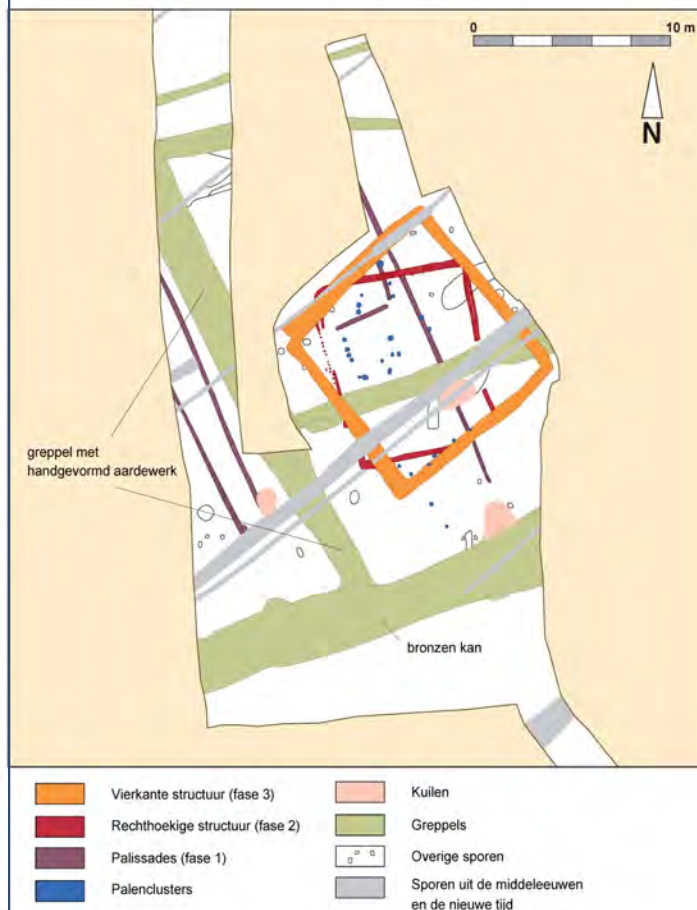 0 10 m
N
greppel met
handgevormd aardewerk
bronzen kan
Vierkante structuur (fase 3)
Rechthoekige structuur (fase 2)
Palissades (fase 1)
Palenclusters
Kuilen
Greppels
Overige sporen
Sporen uit de middeleeuwen
en de nieuwe tijd